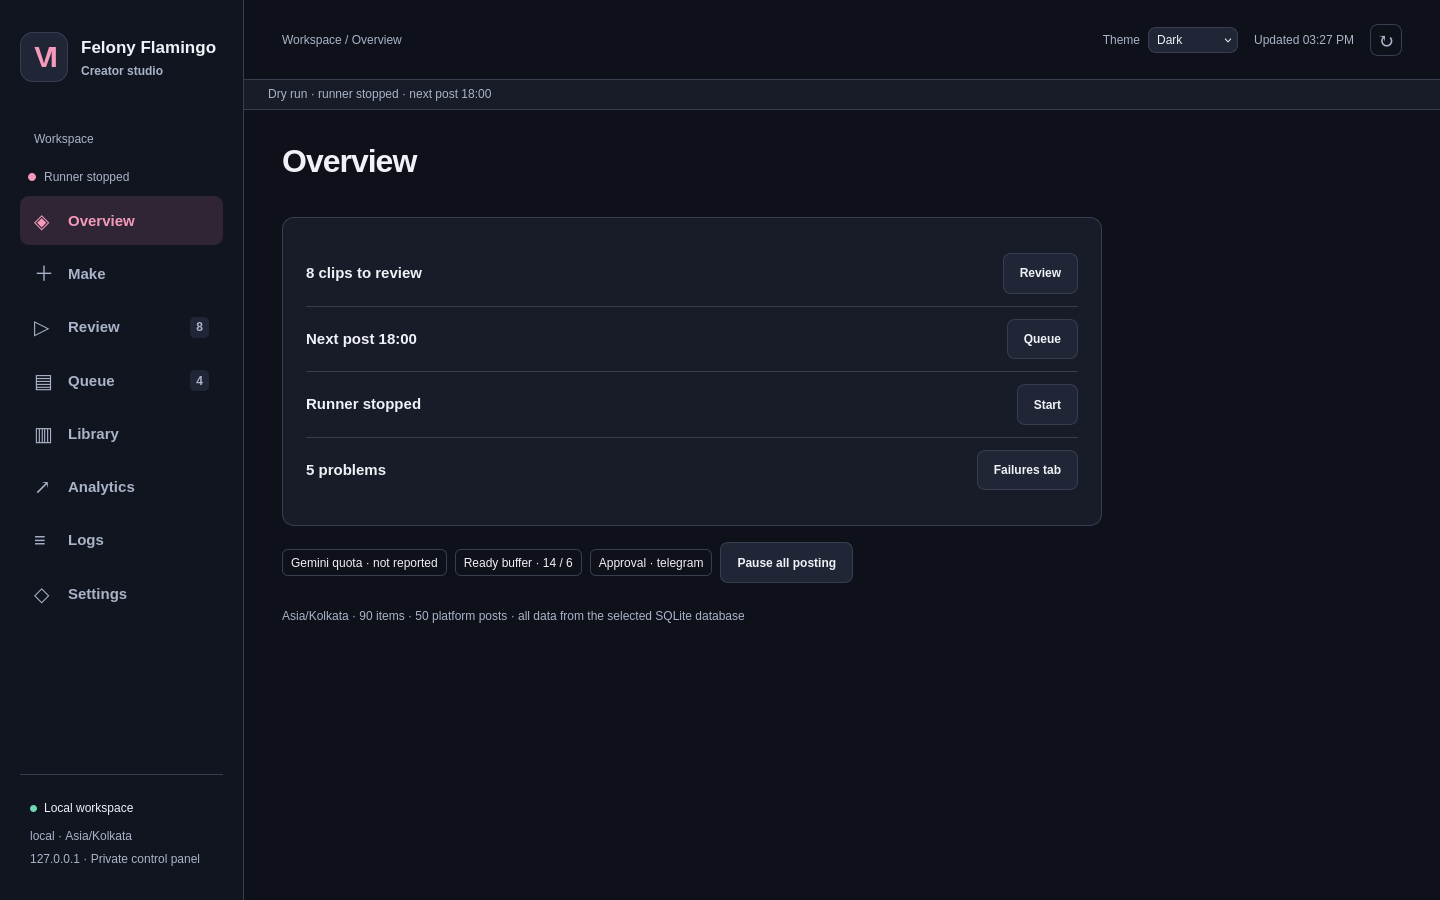 Felony Flamingo
Creator studio
Workspace
Runner stopped
Overview
Make
Review 8
Queue 4
Library
Analytics
Logs
Settings
Local workspace
local · Asia/Kolkata
127.0.0.1 · Private control panel
Workspace / Overview
Theme Dark Updated 03:27 PM
Dry run · runner stopped · next post 18:00
Overview
8 clips to review Review
Next post 18:00 Queue
Runner stopped Start
5 problems Failures tab
Gemini quota · not reported Ready buffer · 14 / 6 Approval · telegram Pause all posting
Asia/Kolkata · 90 items · 50 platform posts · all data from the selected SQLite database